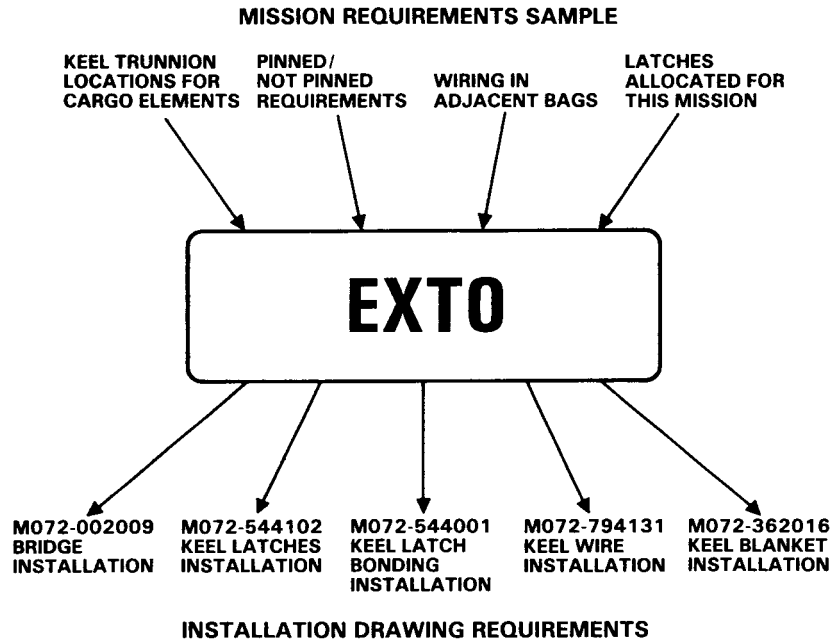 MISSION REQUIREMENTS SAMPLE
KEEL TRUNNION
LOCATIONS FOR
CARGO ELEMENTS
PINNED/
NOT PINNED
REQUIREMENTS
WIRING IN
ADJACENT BAGS
LATCHES
ALLOCATED FOR
THIS MISSION
EXTO
M072-002009
BRIDGE
INSTALLATION
M072-544102
KEEL LATCHES
INSTALLATION
M072-544001
KEEL LATCH
BONDING
INSTALLATION
M072-794131
KEEL WIRE
INSTALLATION
M072-362016
KEEL BLANKET
INSTALLATION
INSTALLATION DRAWING REQUIREMENTS